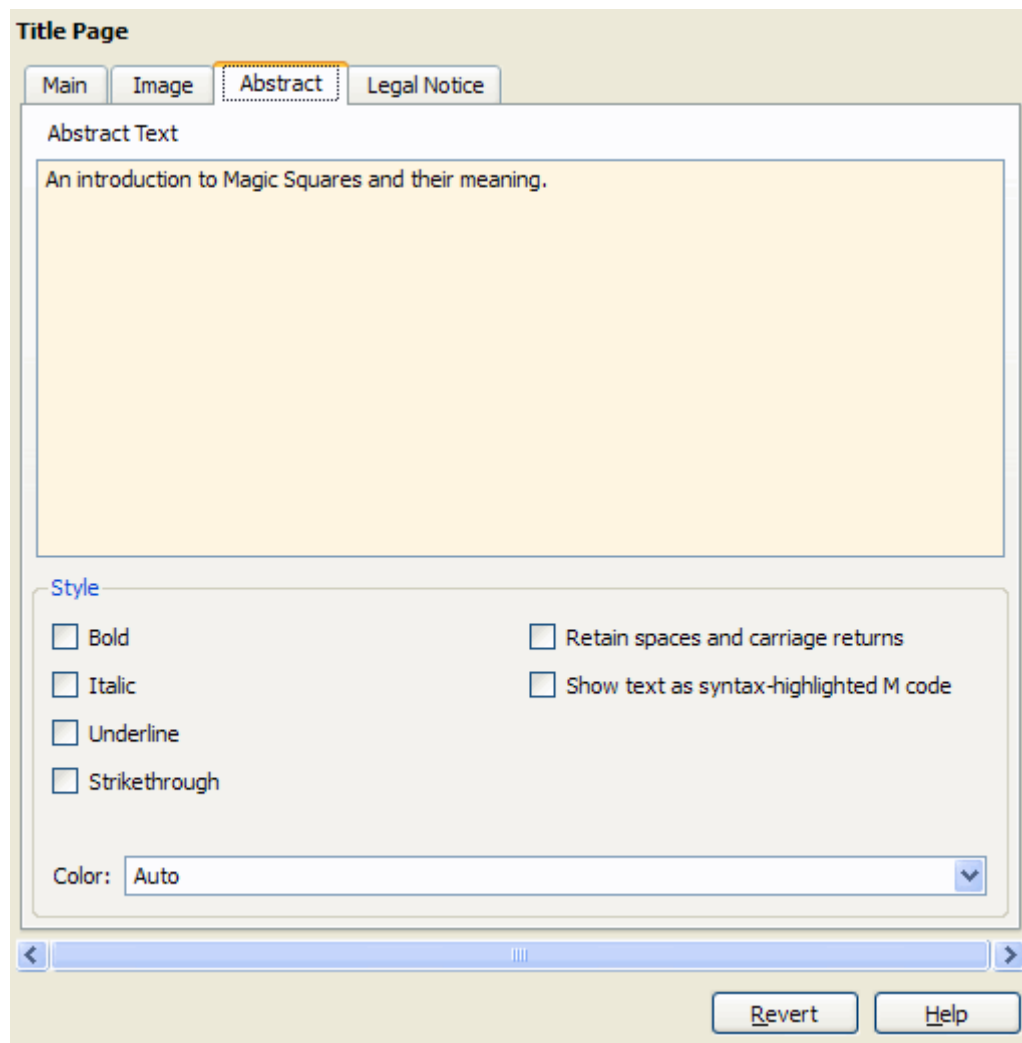 Title Page
Main Image Abstract Legal Notice
Abstract Text
An introduction to Magic Squares and their meaning.
Style
Bold Retain spaces and carriage returns
Italic Show text as syntax-highlighted M code
Underline
Strikethrough
Color: Auto
Revert Help